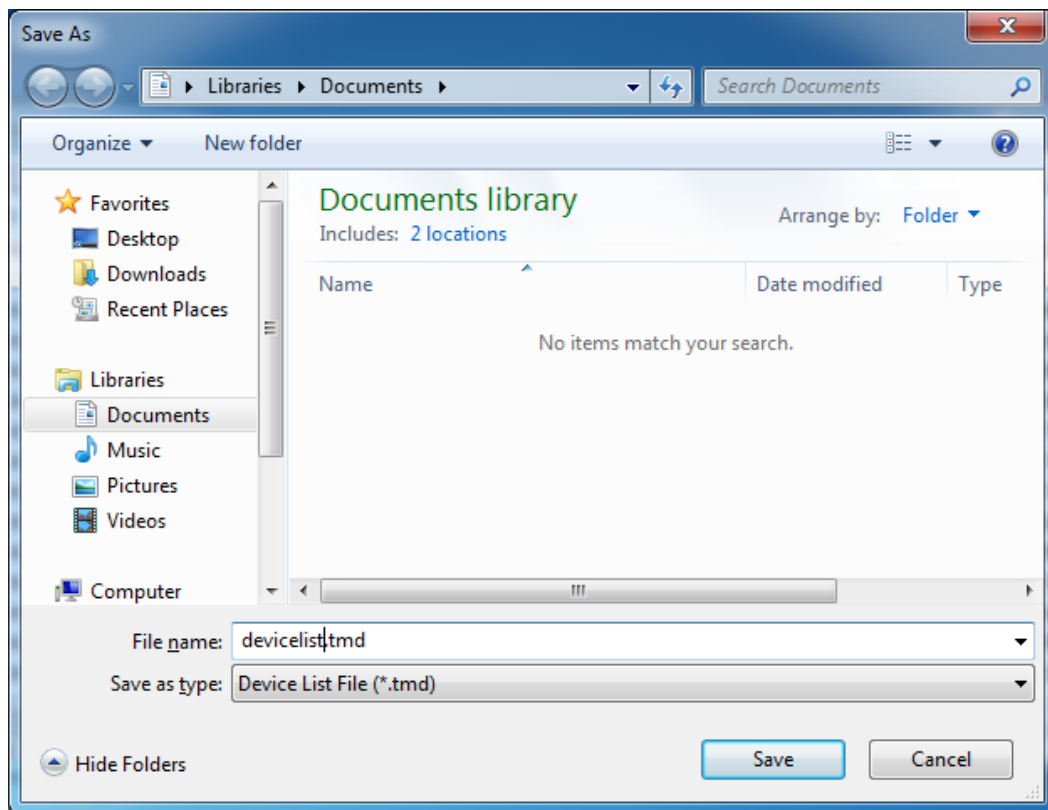 Save As
Libraries Documents Search Documents
Organize New folder
Favorites
Desktop
Downloads
Recent Places
Libraries
Documents
Music
Pictures
Videos
Computer
Documents library
Includes: 2 locations
Arrange by: Folder
Name Date modified Type
No items match your search.
File name: devicelist.tmd
Save as type: Device List File (*.tmd)
Hide Folders Save Cancel